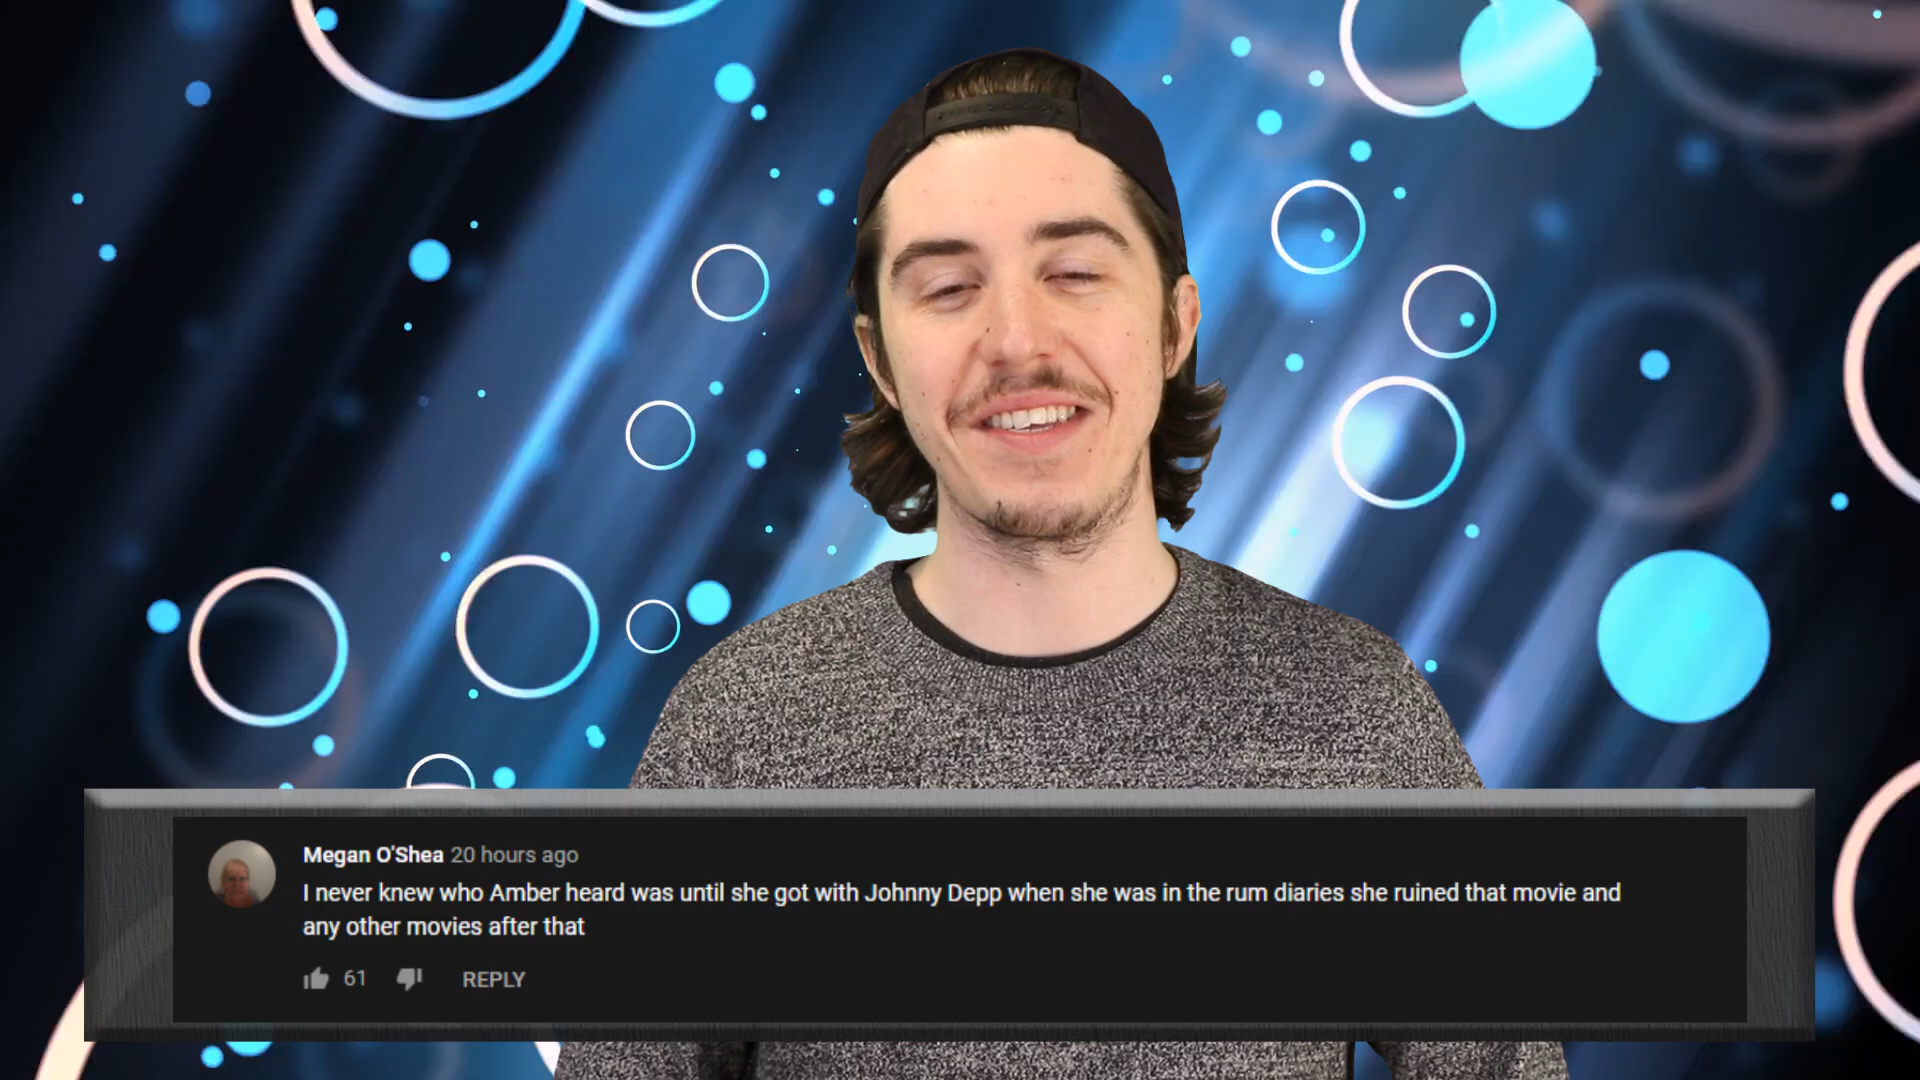 Megan O'Shea 20 hours ago
I never knew who Amber heard was until she got with Johnny Depp when she was in the rum diaries she ruined that movie and
any other movies after that
61 REPLY